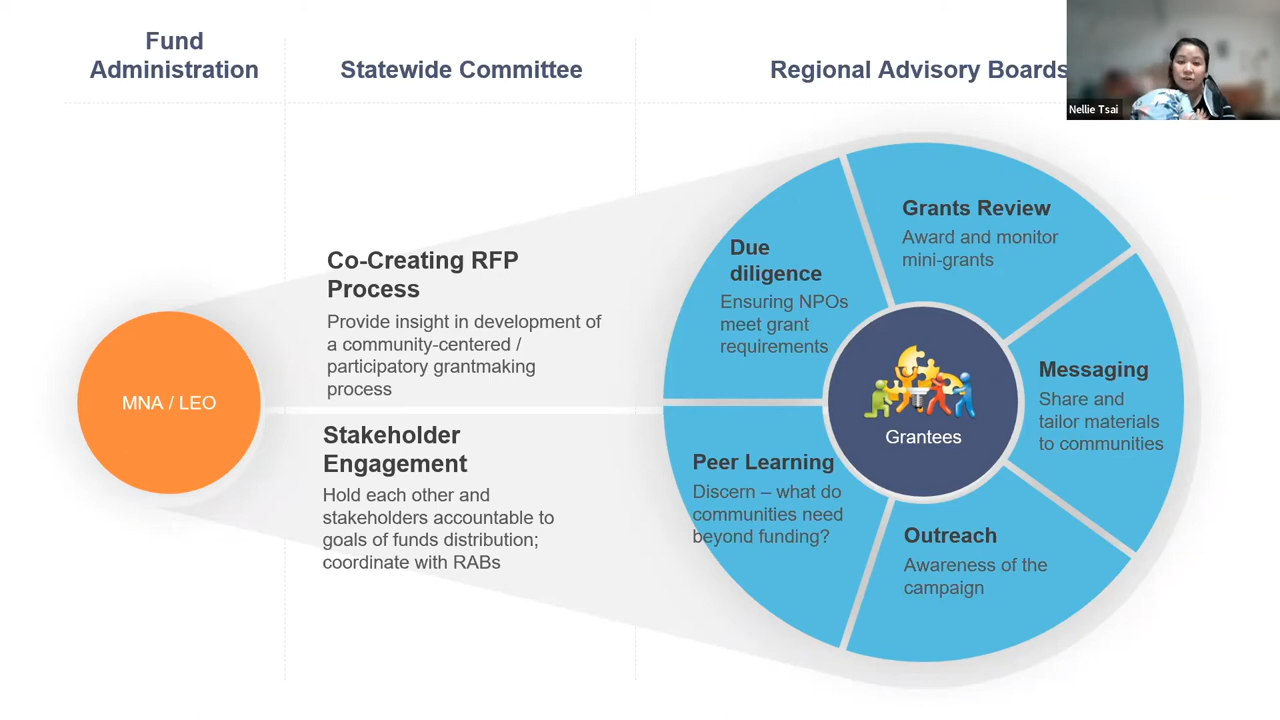 Fund
Administration
Statewide Committee
Regional Advisory Boards
Nellie Tsai
MNA / LEO
Co-Creating RFP
Process
Provide insight in development of
a community-centered /
participatory grantmaking
process
Stakeholder
Engagement
Hold each other and
stakeholders accountable to
goals of funds distribution;
coordinate with RABs
Due
diligence
Ensuring NPOs
meet grant
requirements
Grants Review
Award and monitor
mini-grants
Messaging
Share and
tailor materials
to communities
Outreach
Awareness of the
campaign
Peer Learning
Discern – what do
communities need
beyond funding?
Grantees